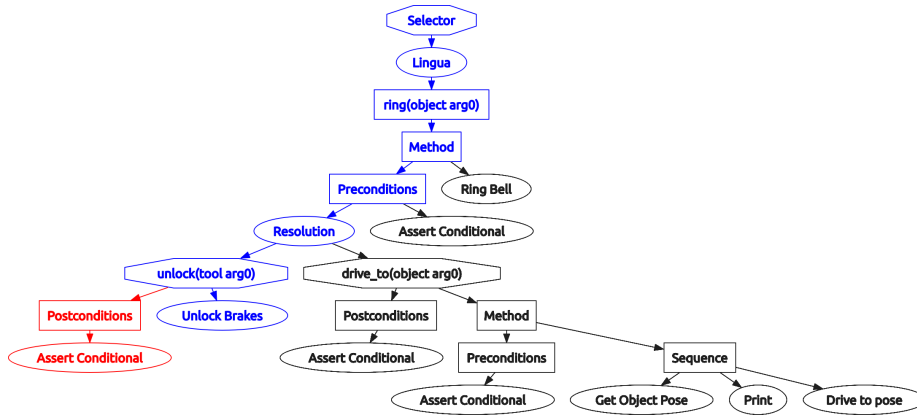 Selector
Lingua
ring(object arg0)
Method
Preconditions
Ring Bell
Resolution
Assert Conditional
unlock(tool arg0)
drive_to(object arg0)
Postconditions
Unlock Brakes
Postconditions
Method
Assert Conditional
Assert Conditional
Preconditions
Sequence
Assert Conditional
Get Object Pose
Print
Drive to pose